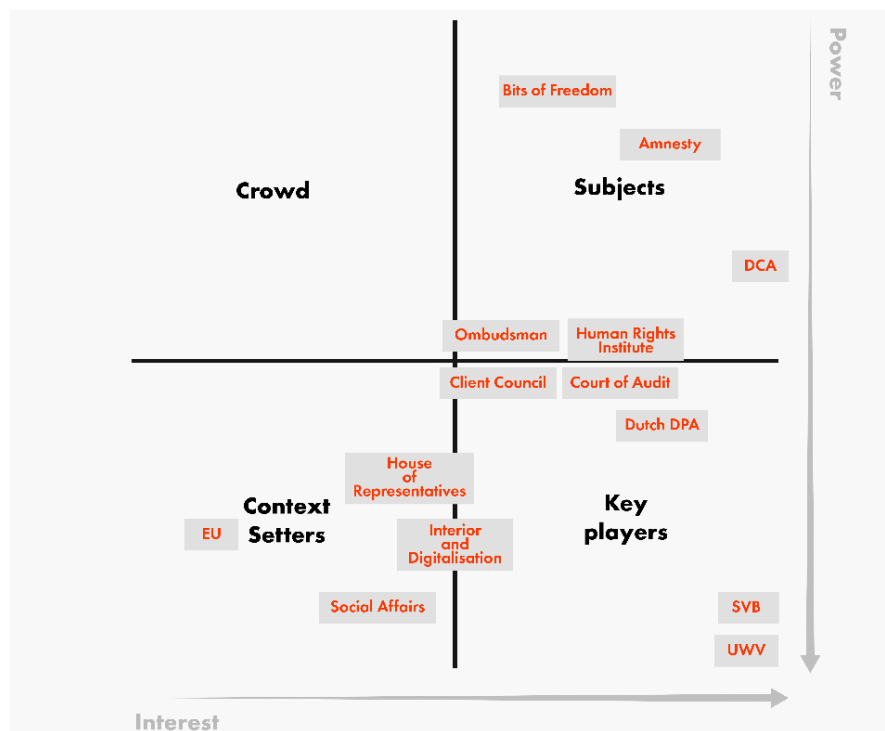 Power
Bits of Freedom
Amnesty
Crowd
Subjects
DCA
Ombudsman
Human Rights
Institute
Client Council
Court of Audit
Dutch DPA
House
of
Representatives
Context
Setters
Key
players
EU
Interior
and
Digitalisation
Social Affairs
SVB
UWV
Interest